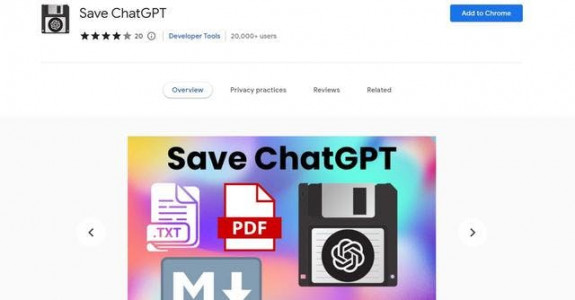 Save ChatGPT
Add to Chrome
20 Developer Tools 20,000+ users
Overview Privacy practices Reviews Related
Save ChatGPT
.TXT
PDF
M